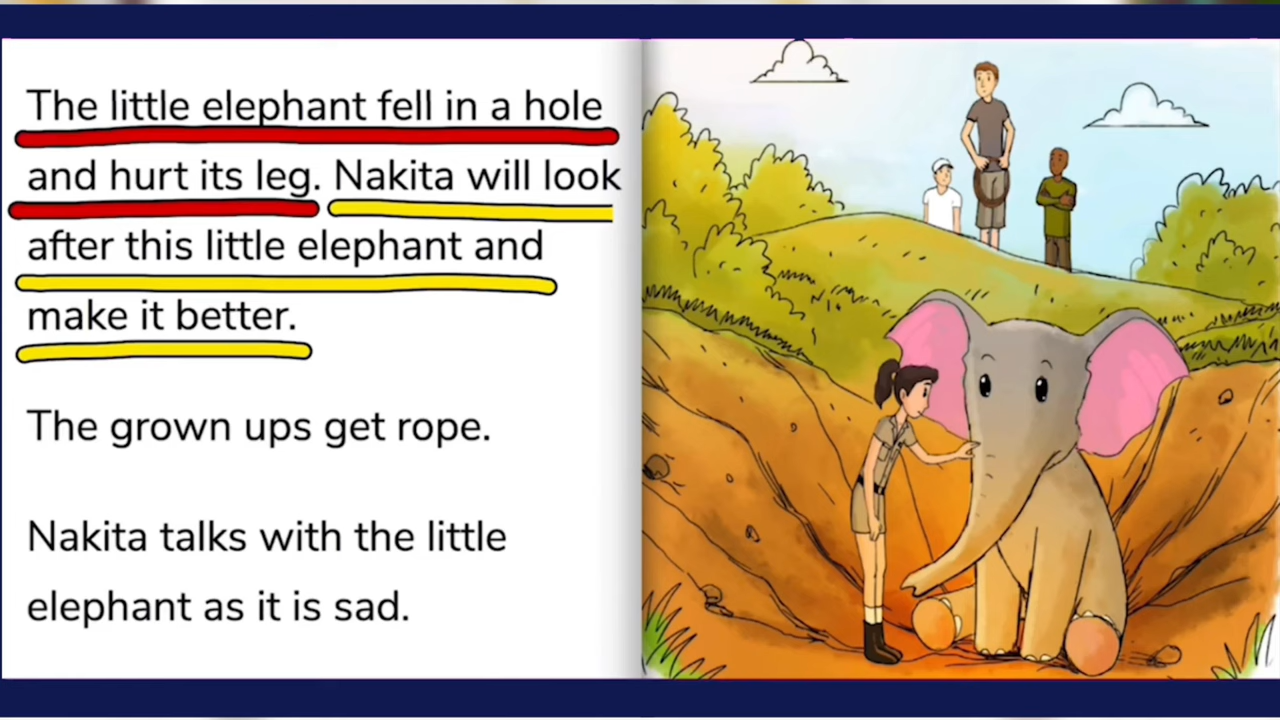 The little elephant fell in a hole
and hurt its leg. Nakita will look
after this little elephant and
make it better.
The grown ups get rope.
Nakita talks with the little
elephant as it is sad.